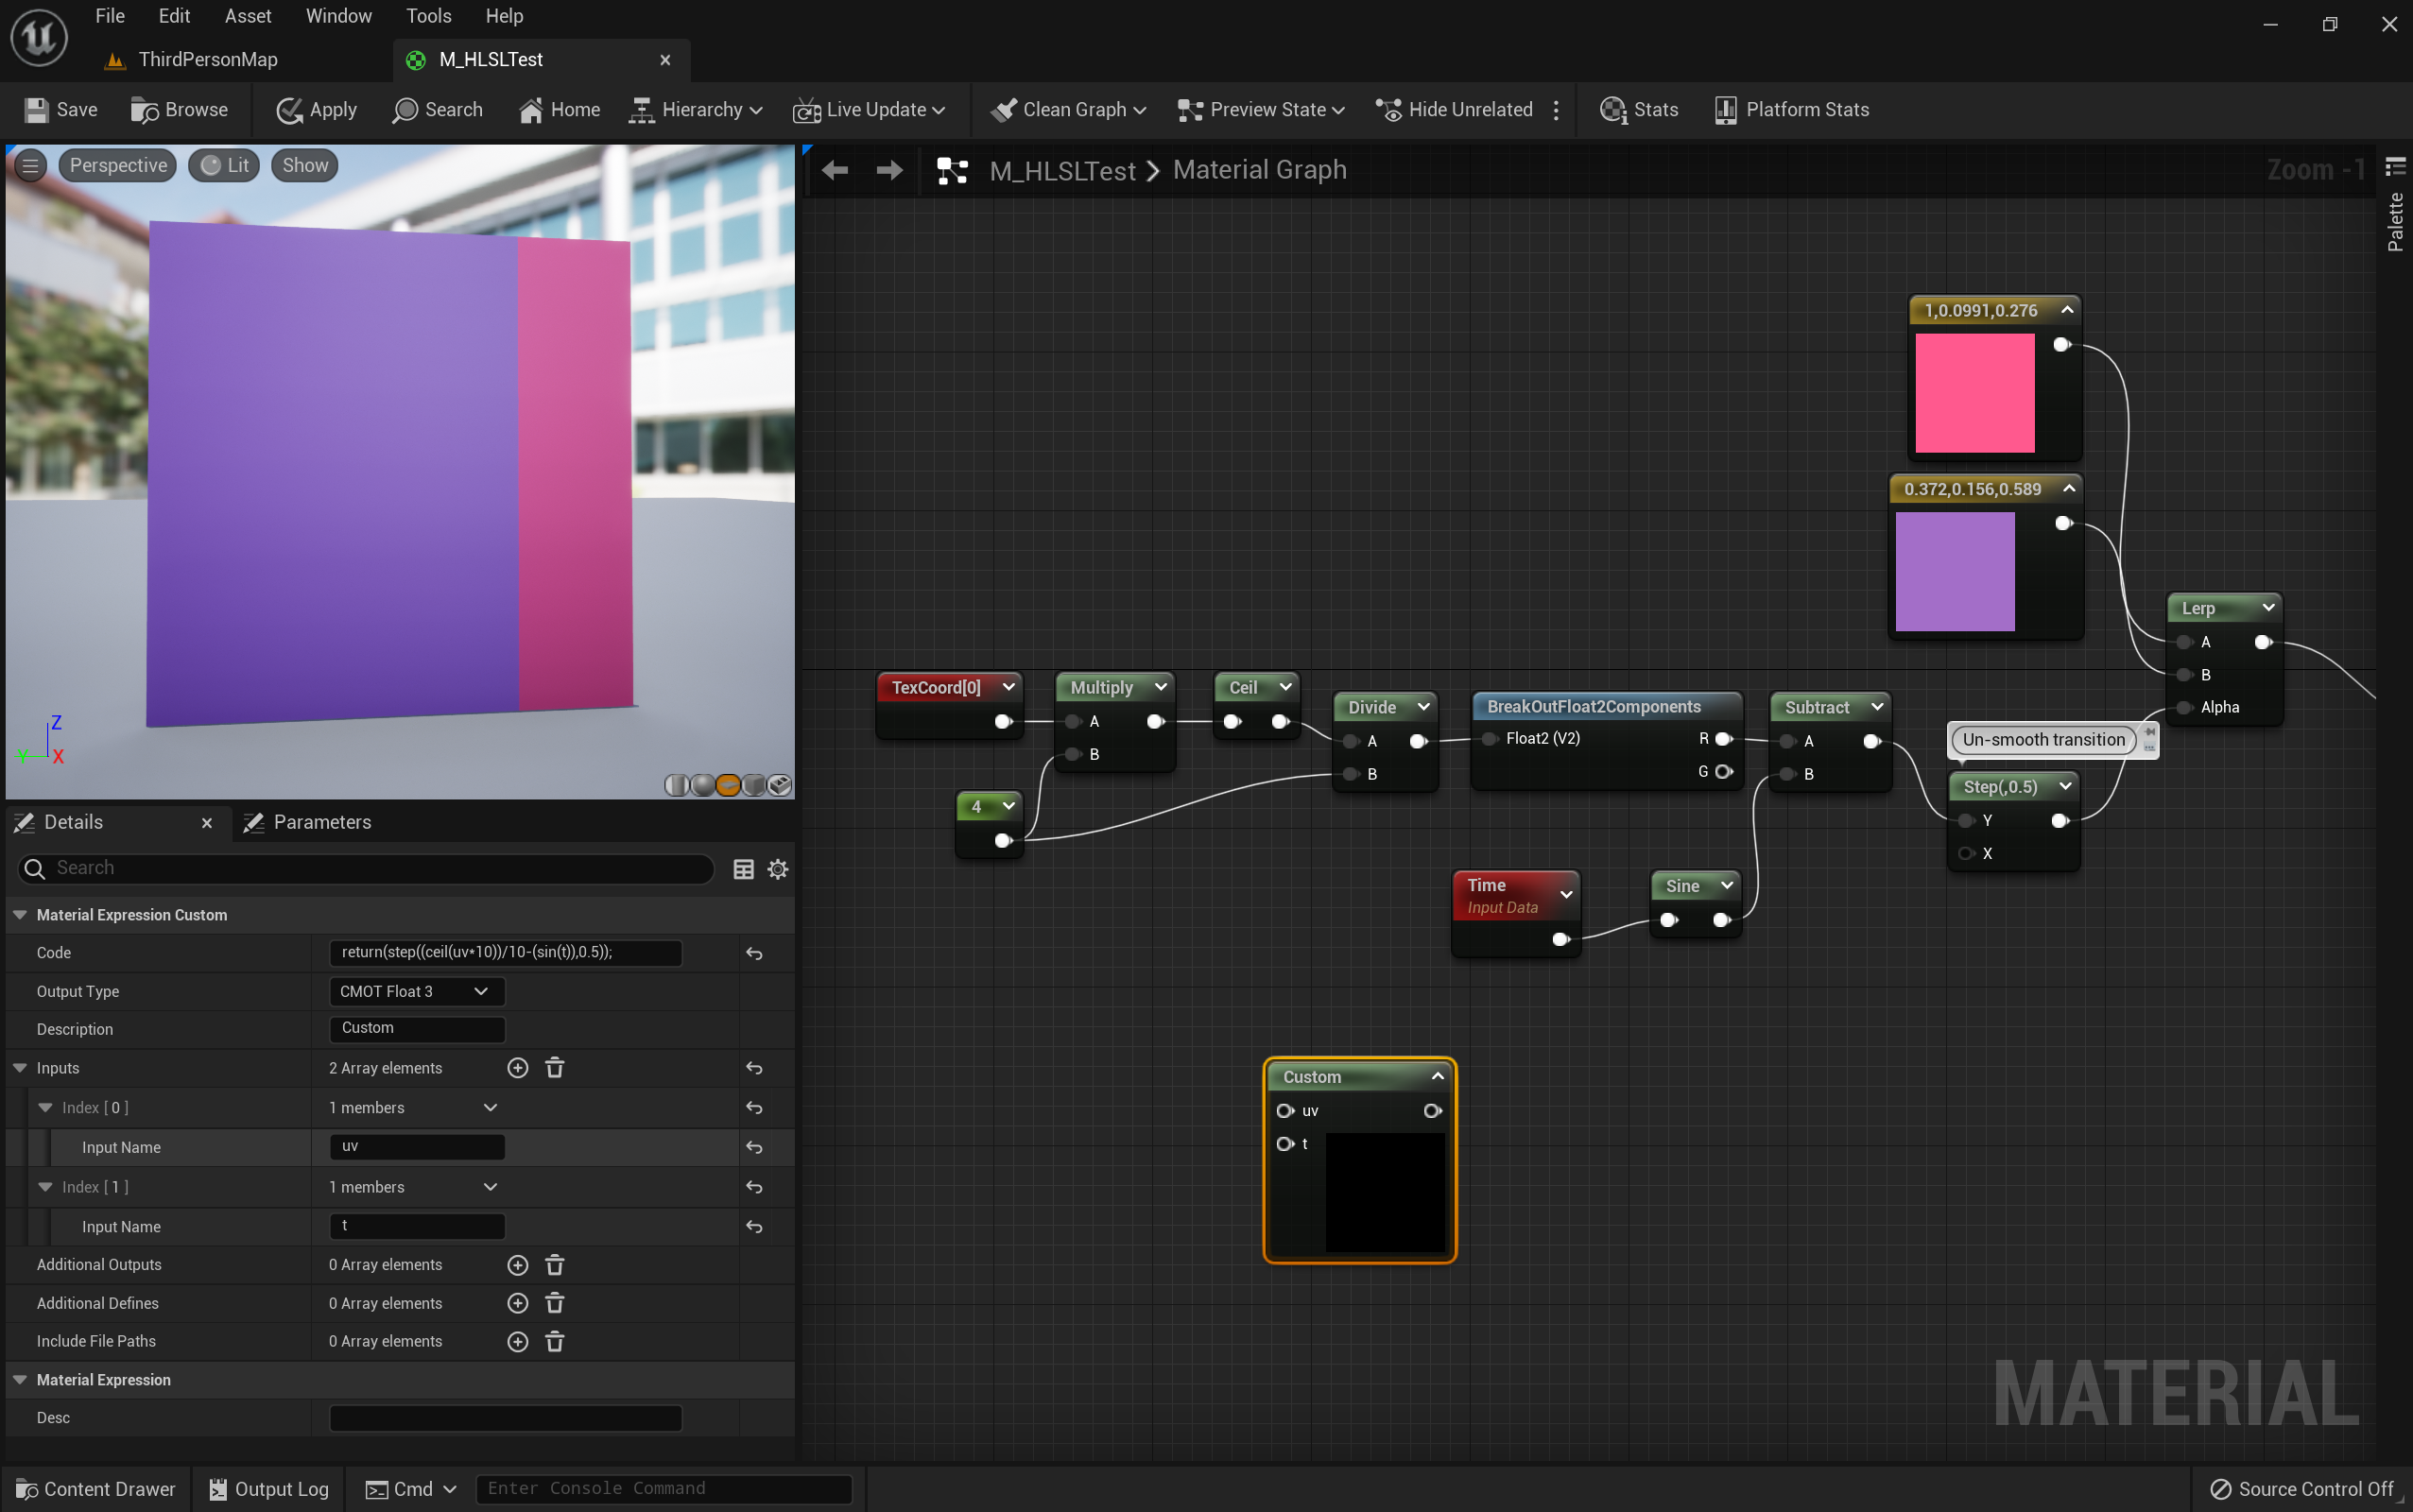 File Edit Asset Window Tools Help
ThirdPersonMap
M_HLSLTest
Save Browse Apply Search Home Hierarchy Live Update Clean Graph Preview State Hide Unrelated Stats Platform Stats
Perspective Lit Show
Z
Y X
M_HLSLTest > Material Graph
Zoom -1
Palette
1,0.0991,0.276
0.372,0.156,0.589
Lerp
A
B
Alpha
TexCoord[0]
Multiply
A
B
Ceil
Divide
A
B
BreakOutFloat2Components
Float2 (V2) R
G
Subtract
A
B
Un-smooth transition
Step(,0.5)
Y
X
4
Time
Input Data
Sine
Custom
uv
t
MATERIAL
Details
Parameters
Search
Material Expression Custom
Code return(step((ceil(uv*10))/10-(sin(t)),0.5));
Output Type CMOT Float 3
Description Custom
Inputs 2 Array elements
Index [ 0 ] 1 members
Input Name uv
Index [ 1 ] 1 members
Input Name t
Additional Outputs 0 Array elements
Additional Defines 0 Array elements
Include File Paths 0 Array elements
Material Expression
Desc
Content Drawer Output Log Cmd Enter Console Command Source Control Off